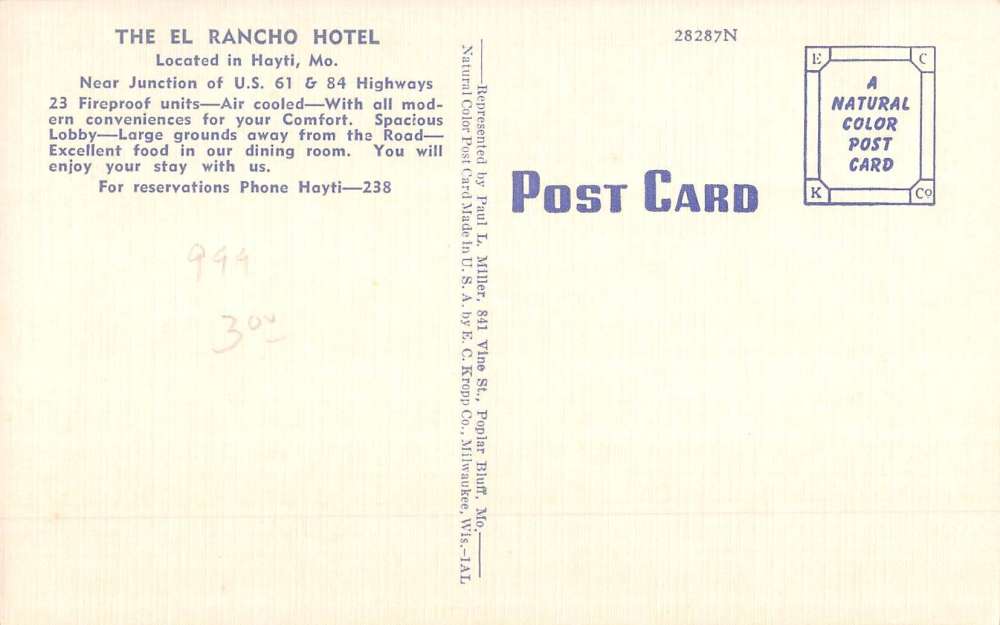 THE EL RANCHO HOTEL
Located in Hayti, Mo.
Near Junction of U.S. 61 & 84 Highways
23 Fireproof units—Air cooled—With all mod-
ern conveniences for your Comfort. Spacious
Lobby—Large grounds away from the Road—
Excellent food in our dining room. You will
enjoy your stay with us.
For reservations Phone Hayti—238
999
3.00
Represented by Paul L. Miller, 841 Vine St., Poplar Bluff, Mo.
Natural Color Post Card Made in U. S. A. by E. C. Kropp Co., Milwaukee, Wis.-1AL
28287N
POST CARD
E C
A
NATURAL
COLOR
POST
CARD
K Co